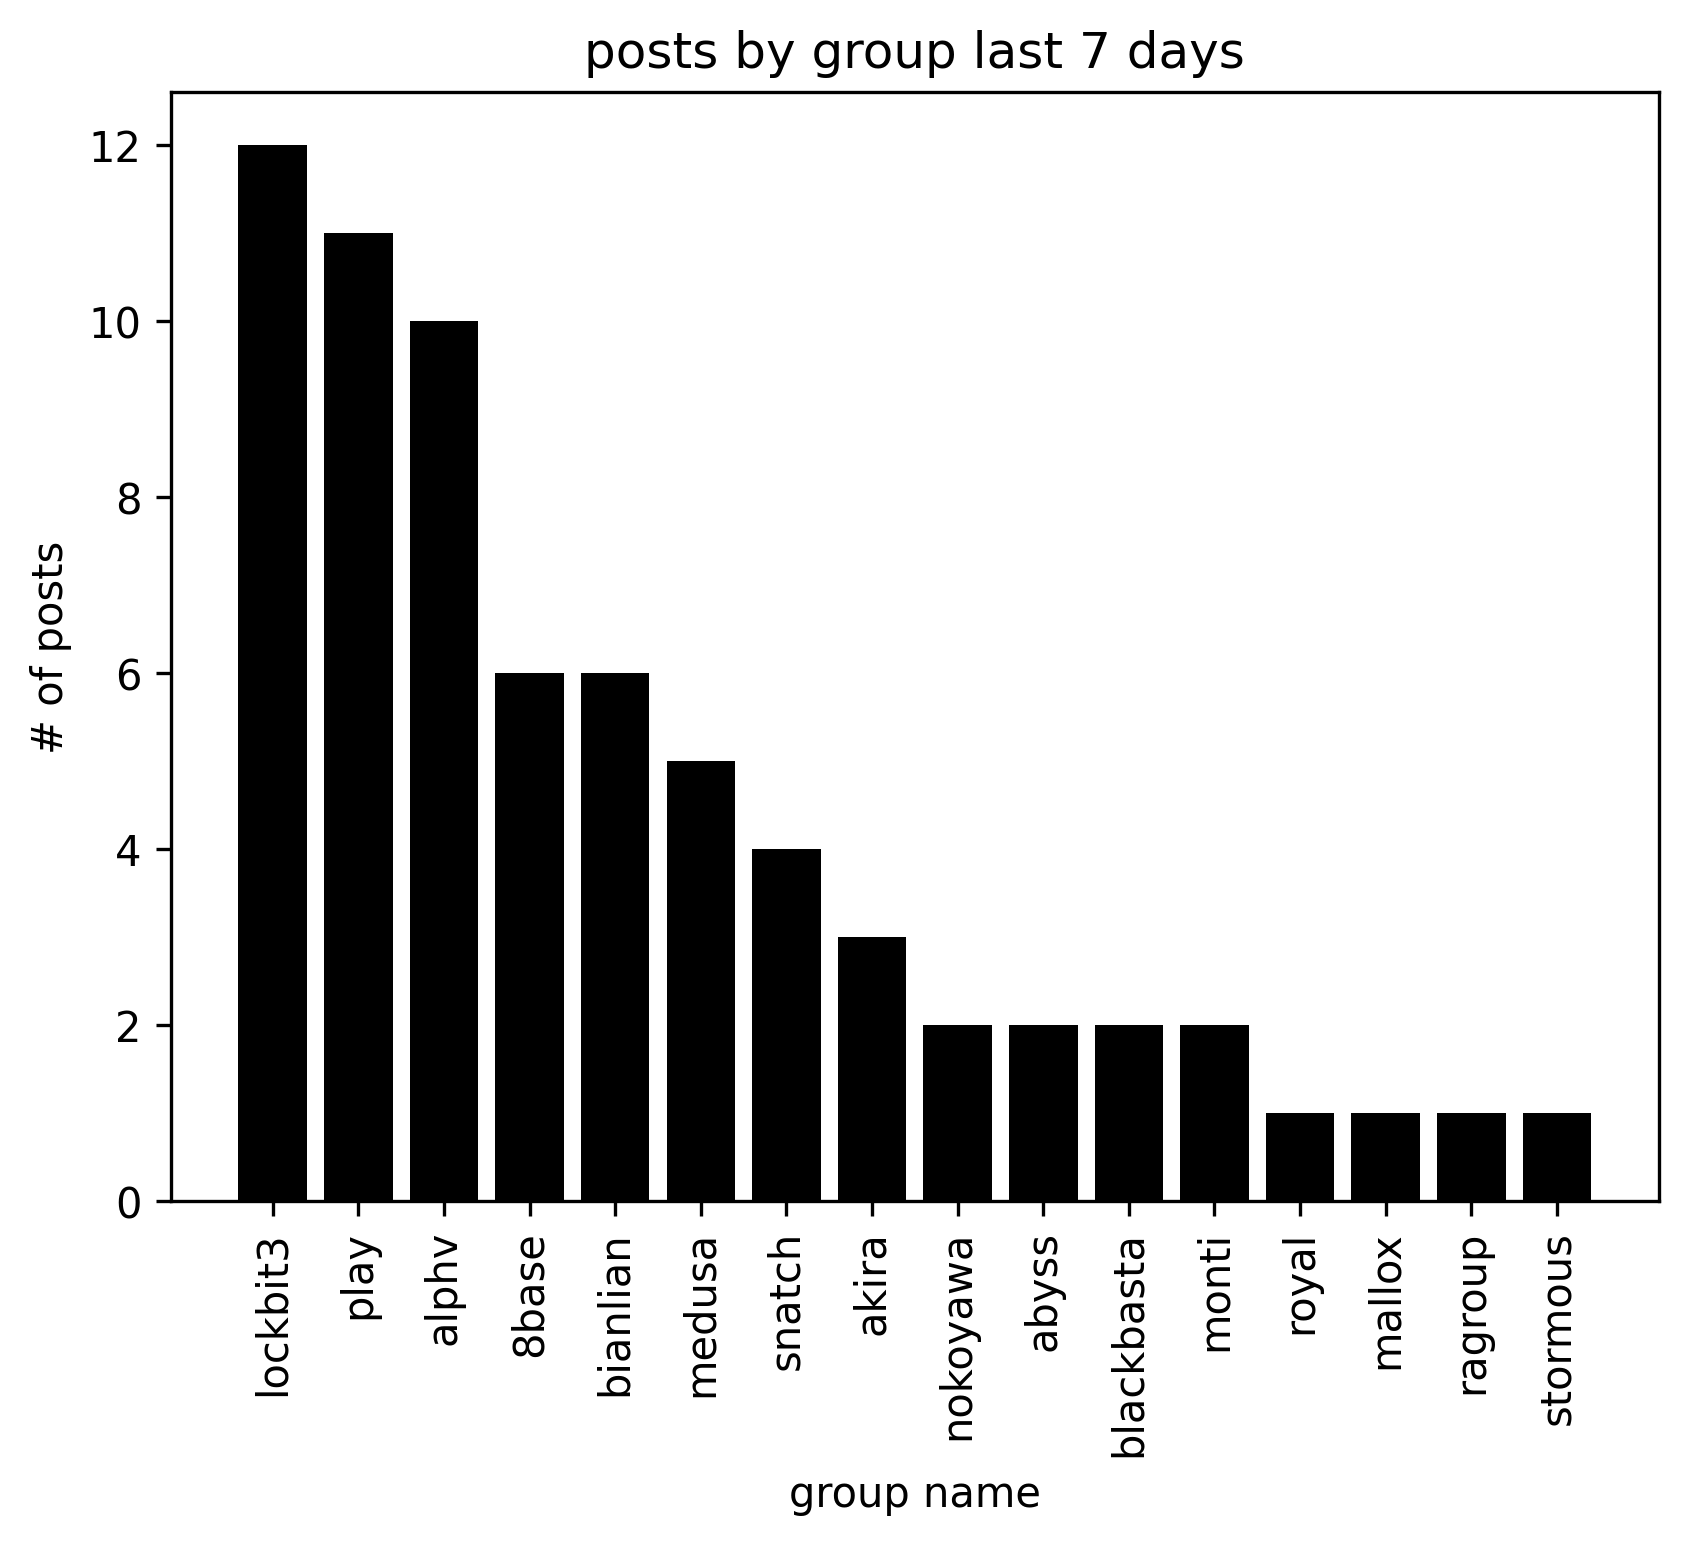 posts by group last 7 days
12
10
8
6
4
2
0
# of posts
lockbit3
play
alphv
8base
bianlian
medusa
snatch
akira
nokoyawa
abyss
blackbasta
monti
royal
mallox
ragroup
stormous
group name